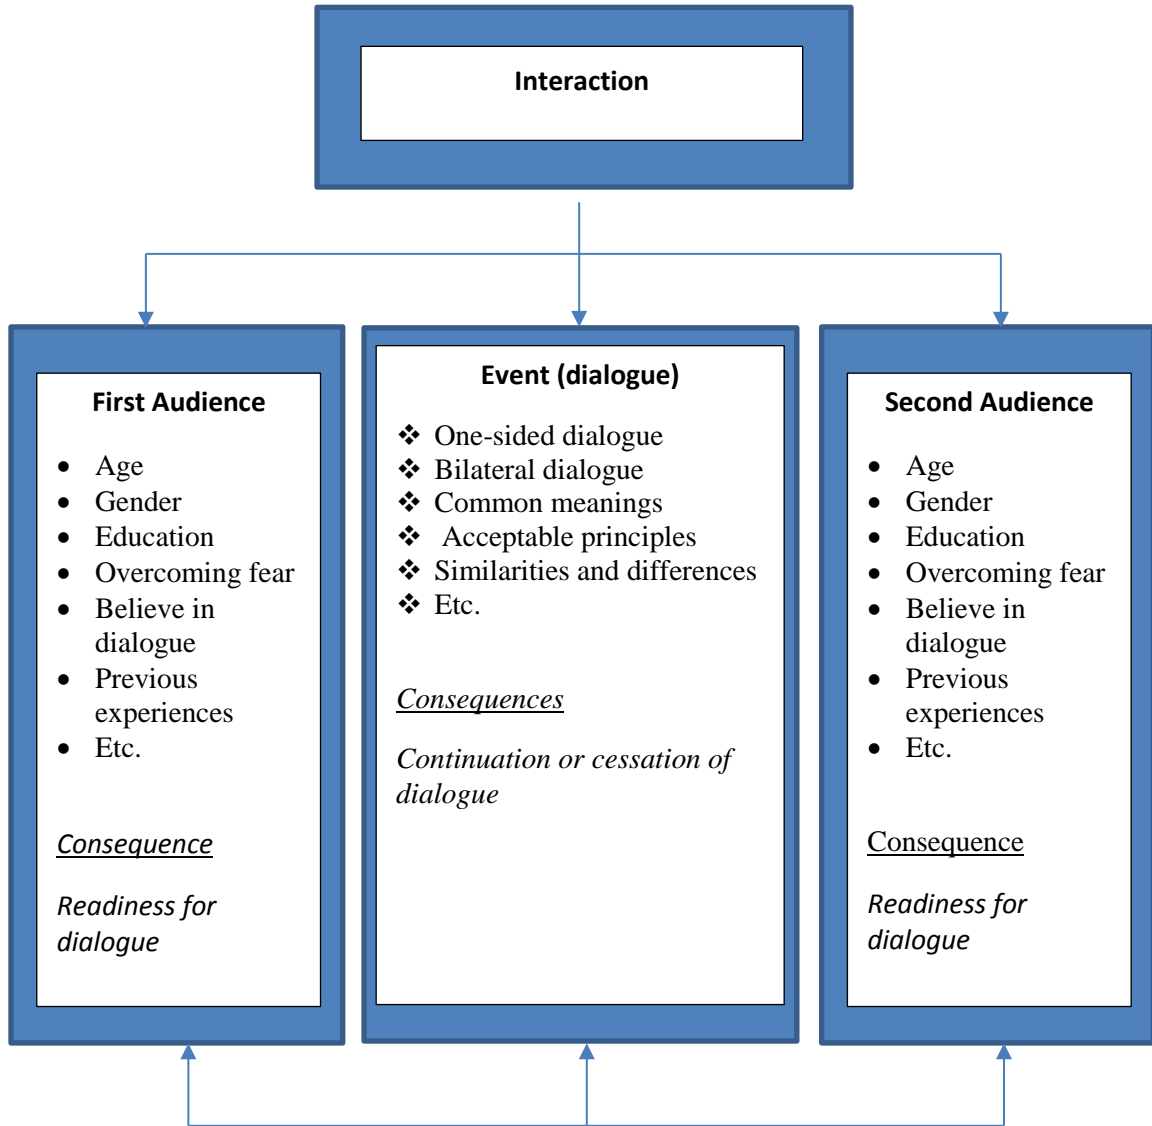 Interaction
First Audience
• Age
• Gender
• Education
• Overcoming fear
• Believe in
dialogue
• Previous
experiences
• Etc.
Consequence
Readiness for
dialogue
Event (dialogue)
❖ One-sided dialogue
❖ Bilateral dialogue
❖ Common meanings
❖ Acceptable principles
❖ Similarities and differences
❖ Etc.
Consequences
Continuation or cessation of
dialogue
Second Audience
• Age
• Gender
• Education
• Overcoming fear
• Believe in
dialogue
• Previous
experiences
• Etc.
Consequence
Readiness for
dialogue